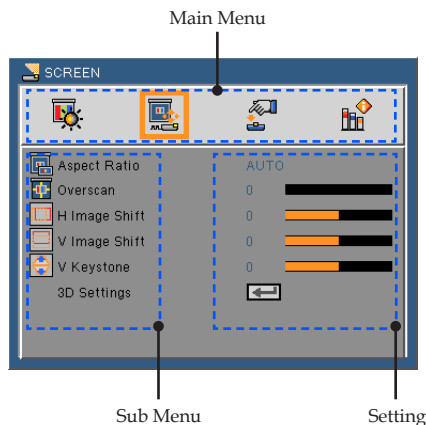 Main Menu
SCREEN
Aspect Ratio AUTO
Overscan 0
H Image Shift 0
V Image Shift 0
V Keystone 0
3D Settings
Sub Menu Setting